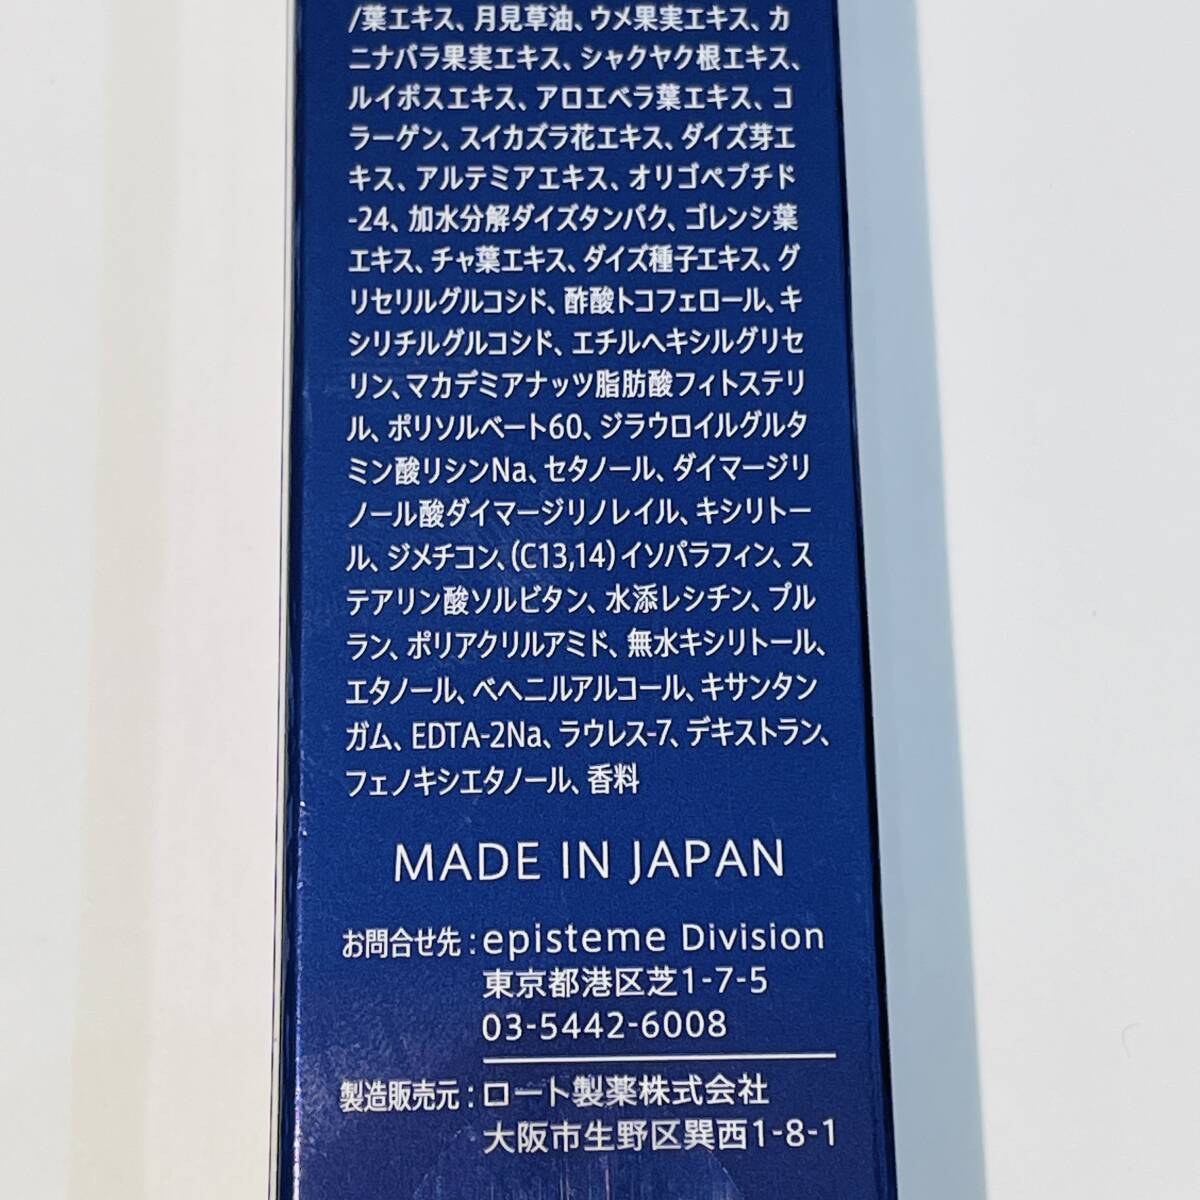 /葉エキス、月見草油、ウメ果実エキス、カ
ニナバラ果実エキス、シャクヤク根エキス、
ルイボスエキス、アロエベラ葉エキス、コ
ラーゲン、スイカズラ花エキス、ダイズ芽エ
キス、アルテミアエキス、オリゴペプチド
-24、加水分解ダイズタンパク、ゴレンシ葉
エキス、チャ葉エキス、ダイズ種子エキス、グ
リセリルグルコシド、酢酸トコフェロール、キ
シリチルグルコシド、エチルヘキシルグリセ
リン、マカデミアナッツ脂肪酸フィトステリ
ル、ポリソルベート60、ジラウロイルグルタ
ミン酸リシンNa、セタノール、ダイマージリ
ノール酸ダイマージリノレイル、キシリトー
ル、ジメチコン、(C13,14)イソパラフィン、ス
テアリン酸ソルビタン、水添レシチン、プル
ラン、ポリアクリルアミド、無水キシリトール、
エタノール、ベヘニルアルコール、キサンタン
ガム、EDTA-2Na、ラウレス-7、デキストラン、
フェノキシエタノール、香料
MADE IN JAPAN
お問合せ先：episteme Division
東京都港区芝1-7-5
03-5442-6008
製造販売元：ロート製薬株式会社
大阪市生野区巽西1-8-1